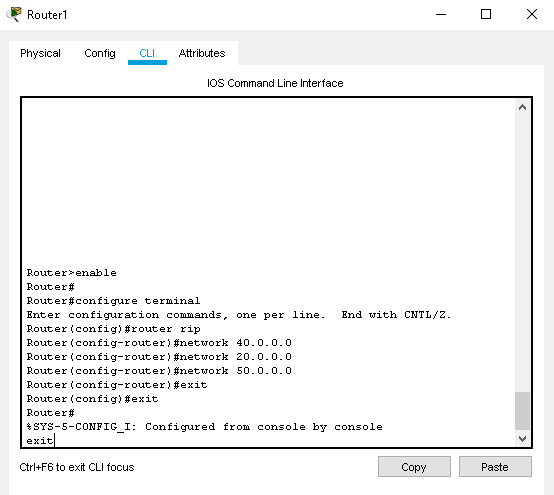 Router1
Physical Config CLI Attributes
IOS Command Line Interface
Router>enable
Router#
Router#configure terminal
Enter configuration commands, one per line.  End with CNTL/Z.
Router(config)#router rip
Router(config-router)#network 40.0.0.0
Router(config-router)#network 20.0.0.0
Router(config-router)#network 50.0.0.0
Router(config-router)#exit
Router(config)#exit
Router#
%SYS-5-CONFIG_I: Configured from console by console
exit
Ctrl+F6 to exit CLI focus
Copy Paste